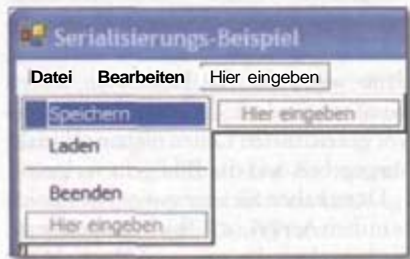 Serialisierungs-Beispiel
Datei Bearbeiten Hier eingeben
Speichern Hier eingeben
Laden
Beenden
Hier eingeben